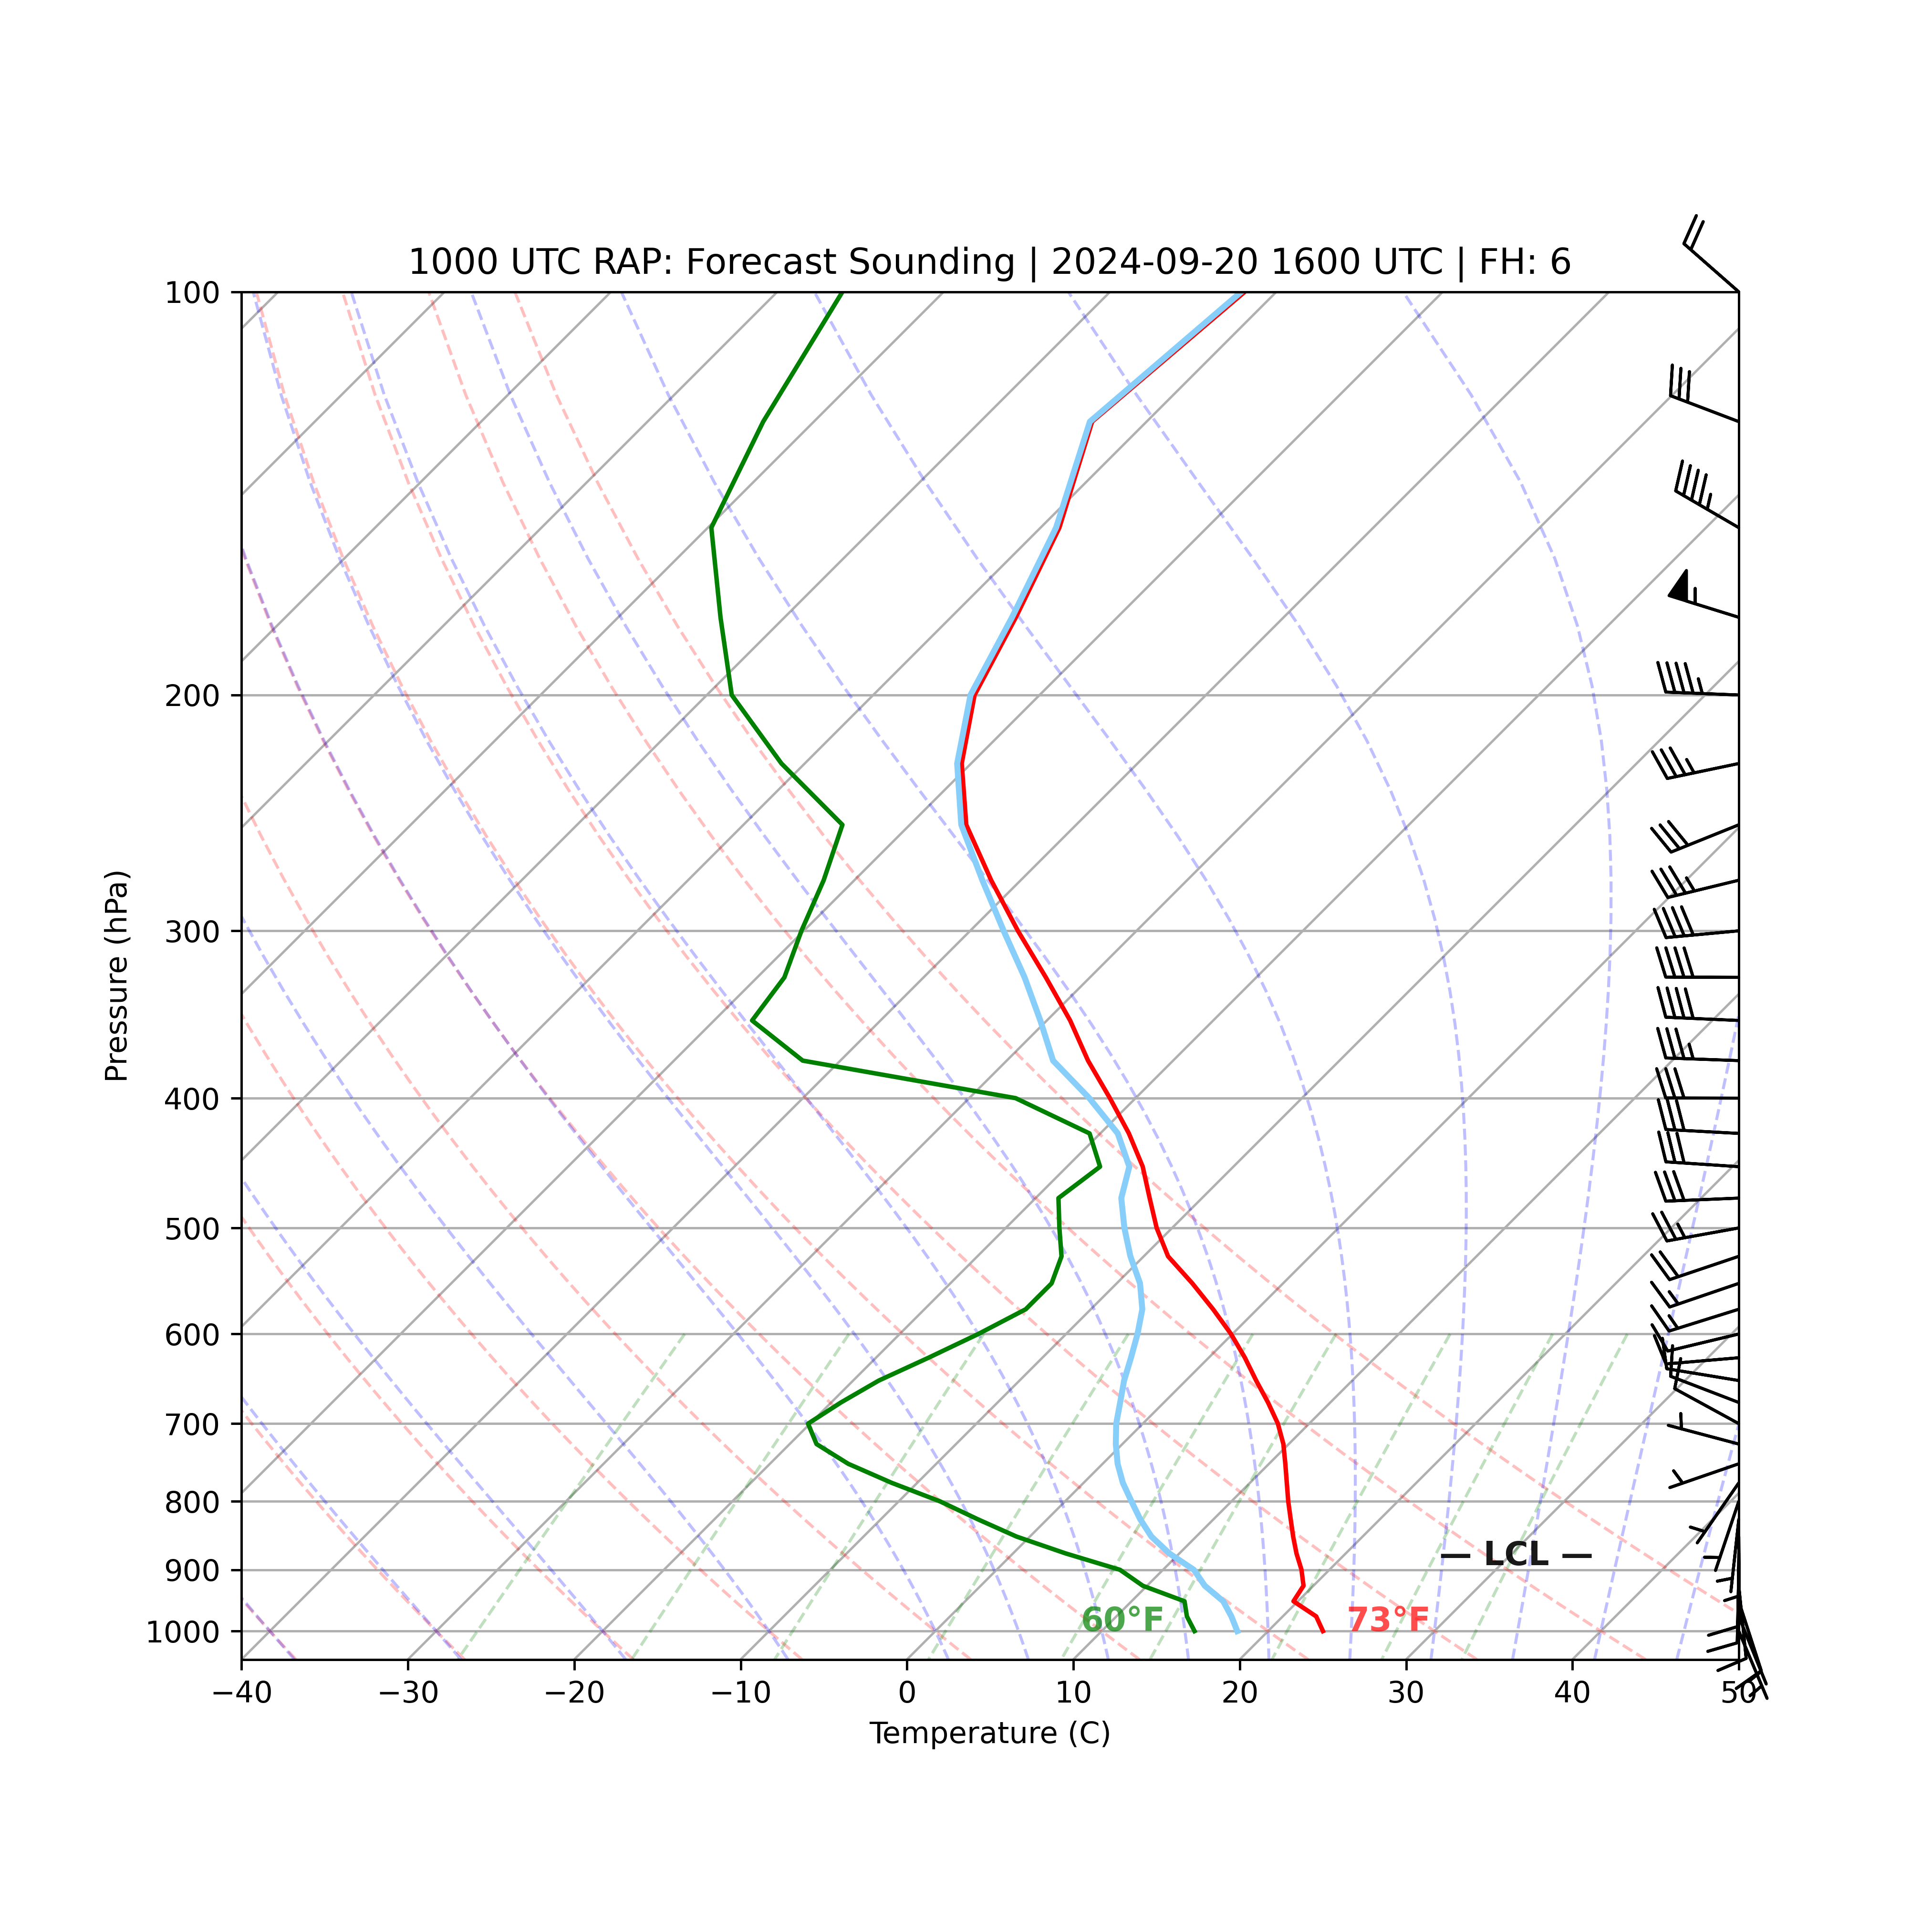 1000 UTC RAP: Forecast Sounding | 2024-09-20 1600 UTC | FH: 6
100
200
300
400
500
600
700
800
900
1000
Pressure (hPa)
— LCL —
60°F
73°F
−40 −30 −20 −10 0 10 20 30 40 50
Temperature (C)